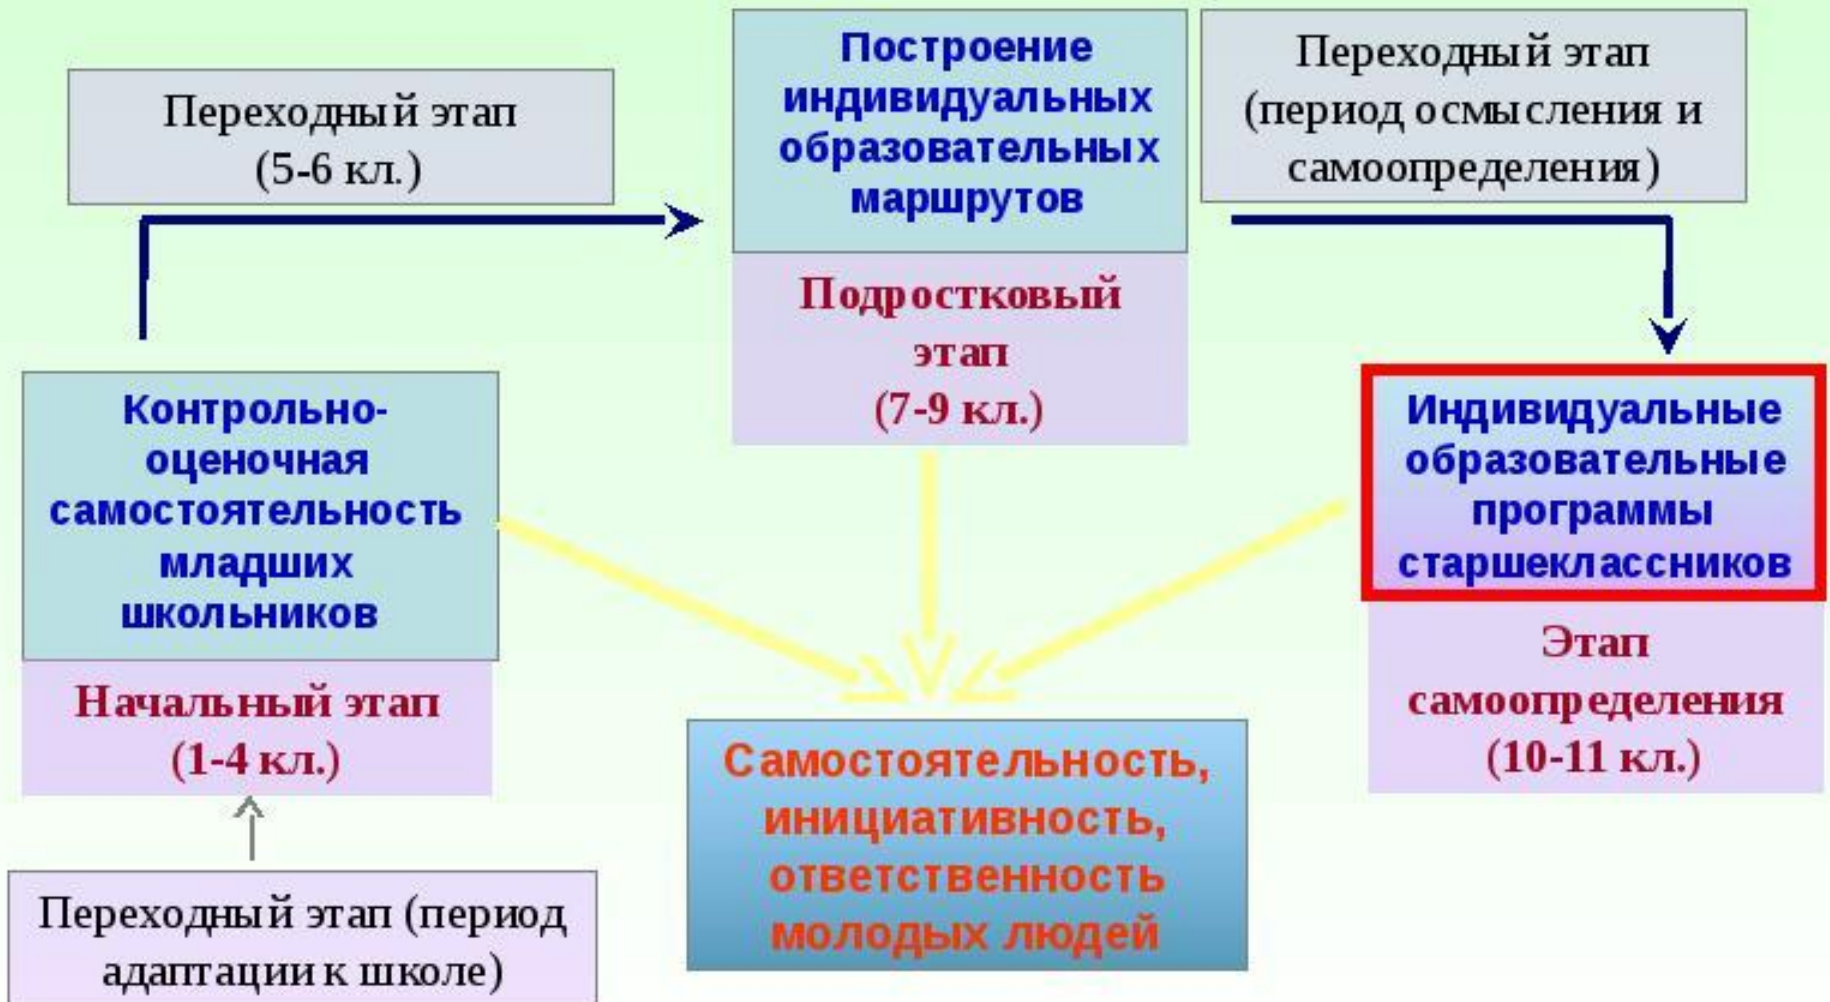 Переходный этап
(5-6 кл.)
Построение
индивидуальных
образовательных
маршрутов
Подростковый
этап
(7-9 кл.)
Переходный этап
(период осмысления и
самоопределения)
Контрольно-
оценочная
самостоятельность
младших
школьников
Начальный этап
(1-4 кл.)
Переходный этап (период
адаптации к школе)
Самостоятельность,
инициативность,
ответственность
молодых людей
Индивидуальные
образовательные
программы
старшеклассников
Этап
самоопределения
(10-11 кл.)